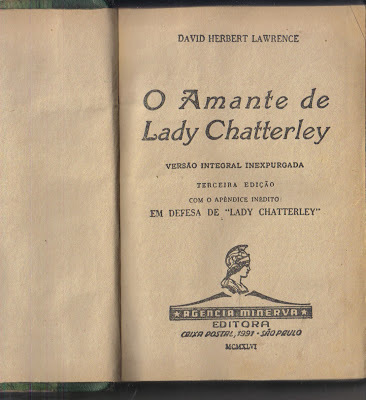 DAVID HERBERT LAWRENCE
O Amante de
Lady Chatterley
VERSÃO INTEGRAL INEXPURGADA
TERCEIRA EDIÇÃO
COM O APÊNDICE INÉDITO
EM DEFESA DE "LADY CHATTERLEY"
AGENCIA MINERVA
EDITORA
CAIXA POSTAL, 1991 - SÃO PAULO
MCMXLVI